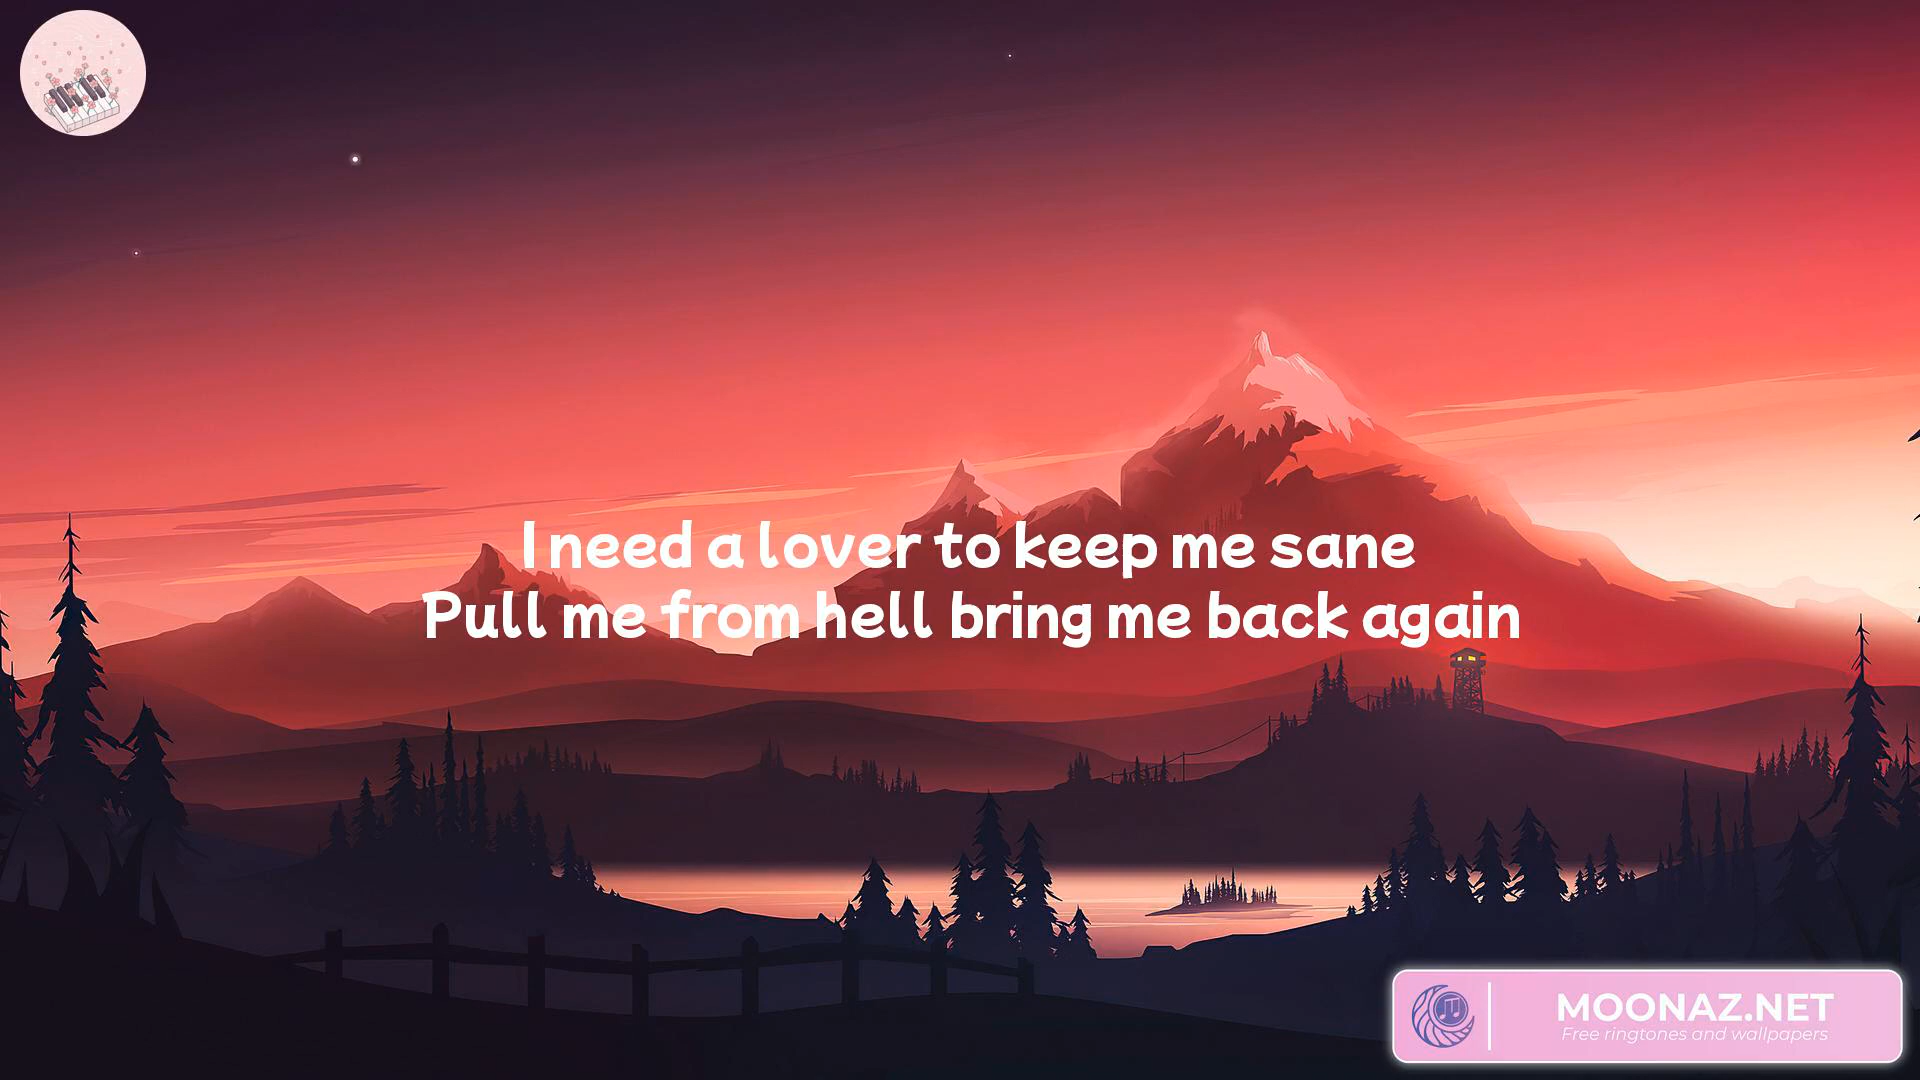 I need a lover to keep me sane
Pull me from hell bring me back again
MOONAZ.NET
Free ringtones and wallpapers